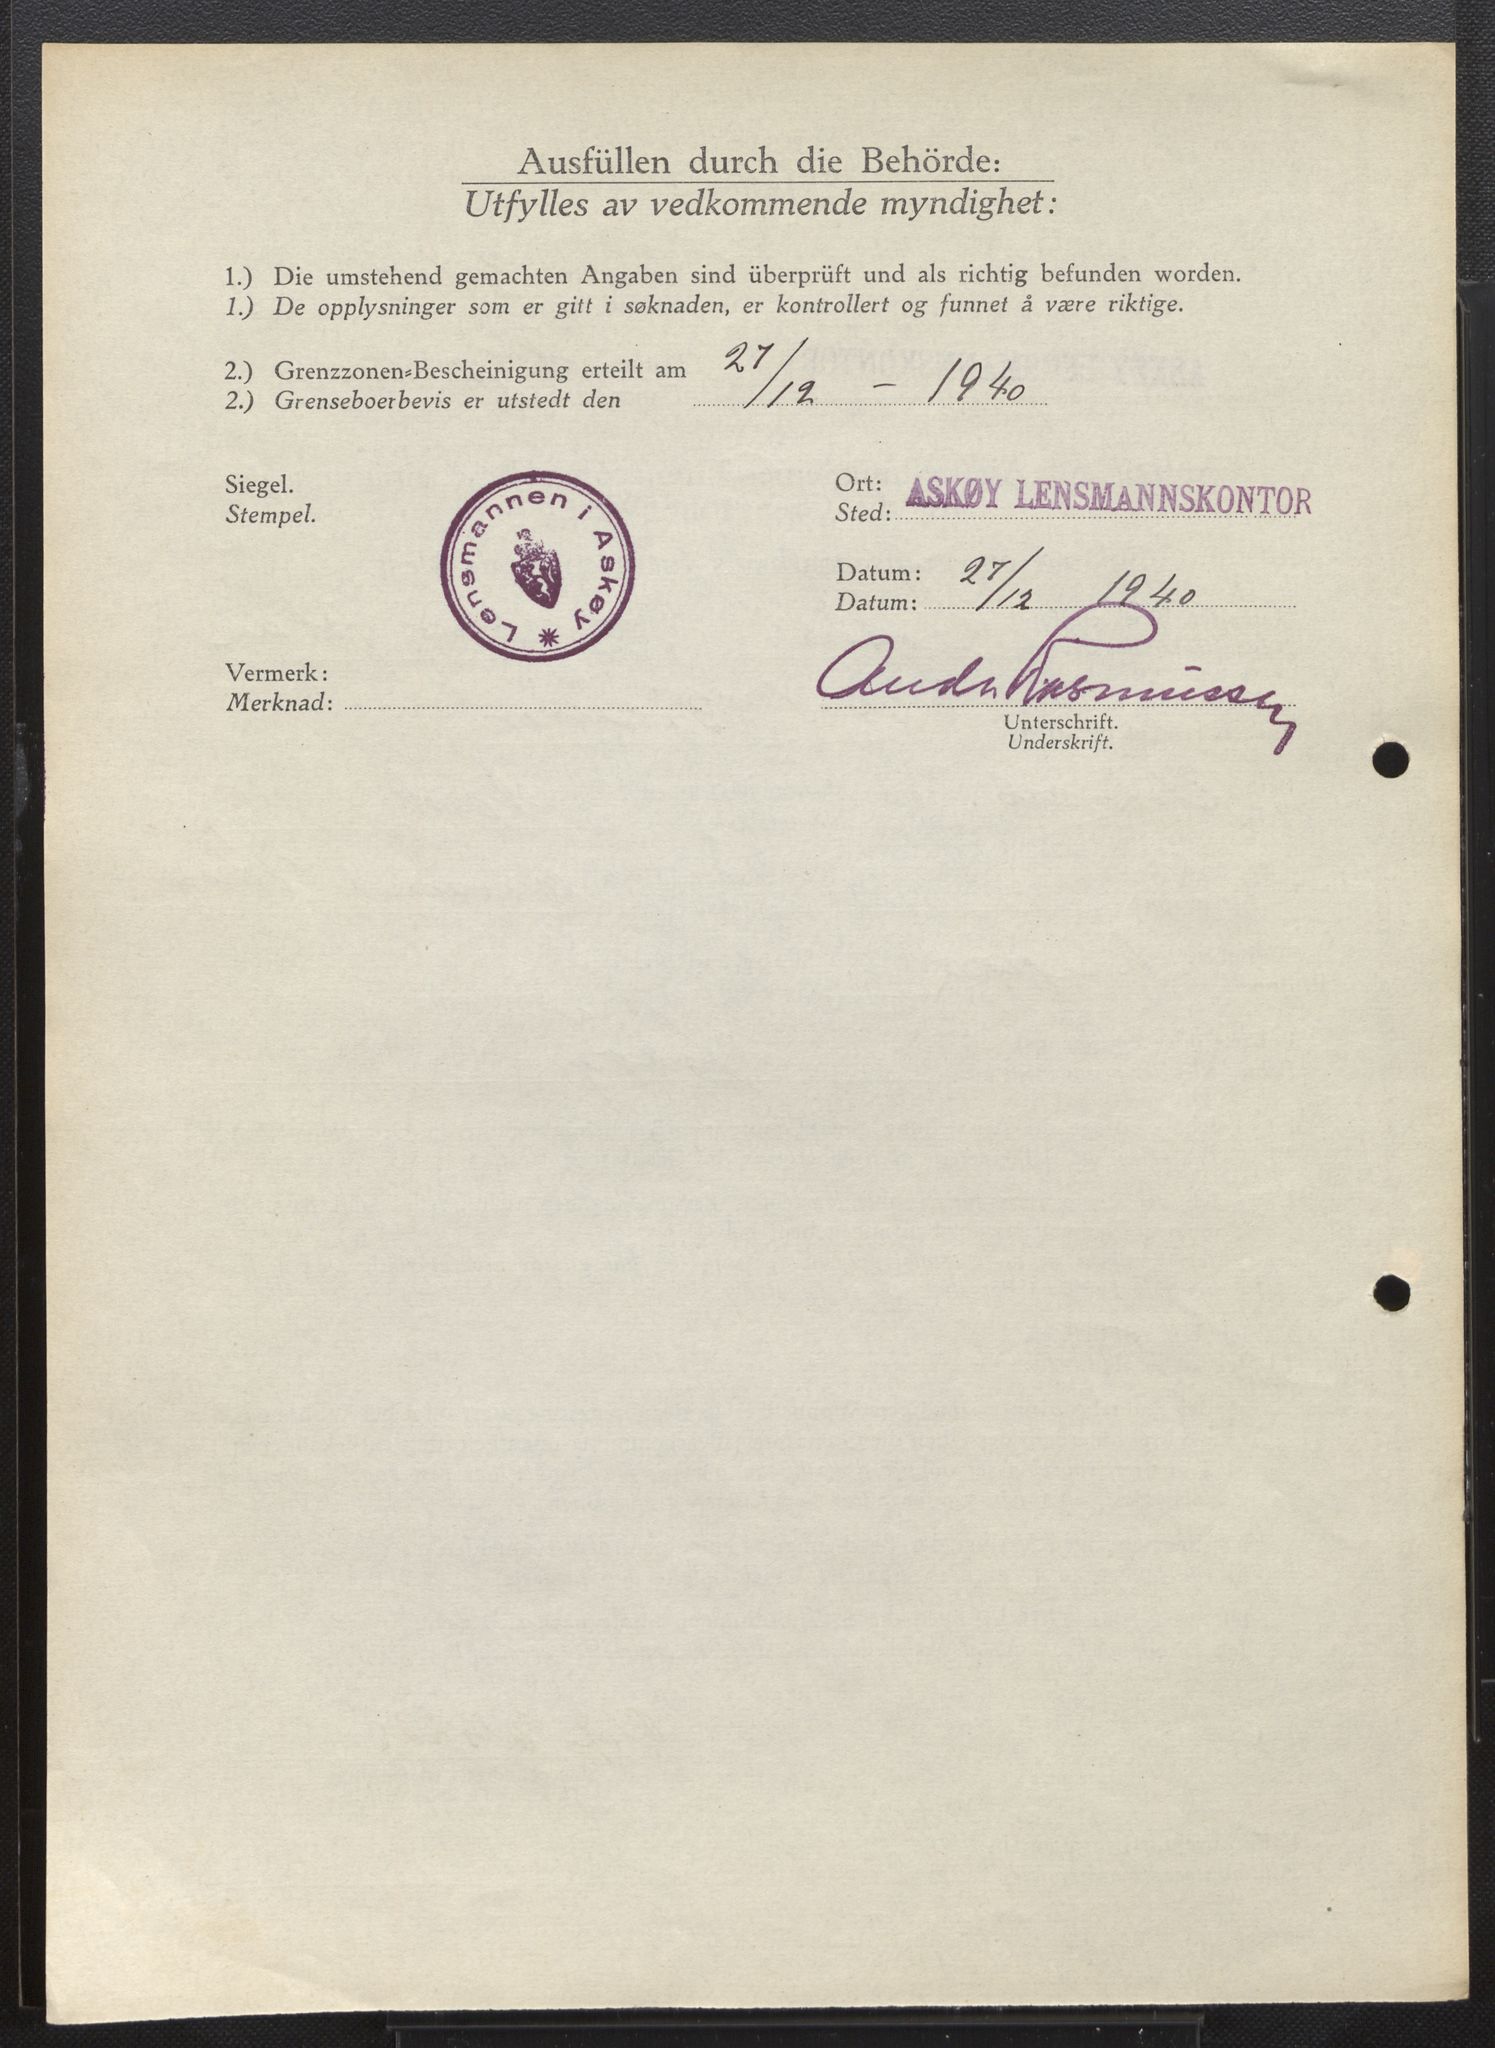 Ausfüllen durch die Behörde:
Utfylles av vedkommende myndighet:
1.) Die umstehend gemachten Angaben sind überprüft und als richtig befunden worden.
1.) De opplysninger som er gitt i søknaden, er kontrollert og funnet å være riktige.
2.) Grenzzonen-Bescheinigung erteilt am 27/12 - 1940
2.) Grenseboerbevis er utstedt den
Siegel.
Stempel.
Lensmannen i Askøy
Ort: ASKØY LENSMANNSKONTOR
Sted:
Datum: 27/12 1940
Datum:
Vermerk:
Merknad:
Rasmussen
Unterschrift.
Underskrift.